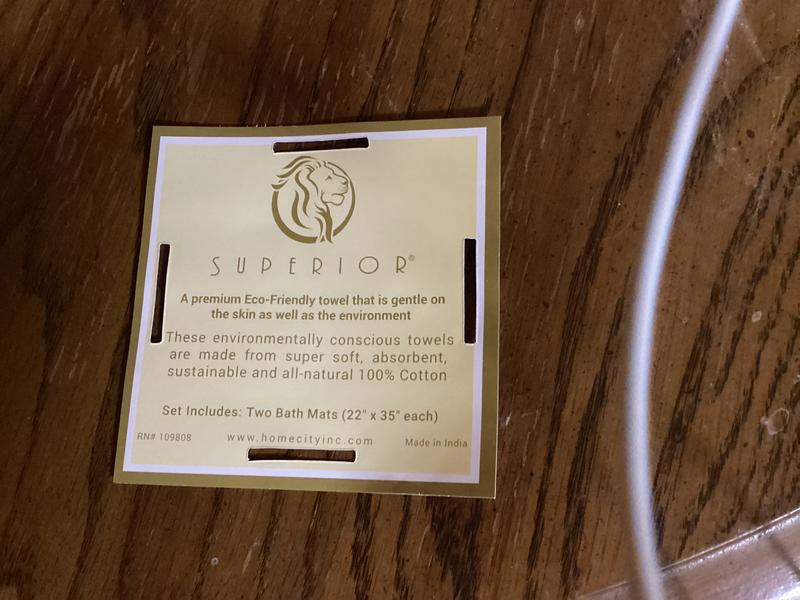 SUPERIOR®
A premium Eco-Friendly towel that is gentle on
the skin as well as the environment
These environmentally conscious towels
are made from super soft, absorbent,
sustainable and all-natural 100% Cotton
Set Includes: Two Bath Mats (22" x 35" each)
RN# 109808 www.homecityinc.com Made in India